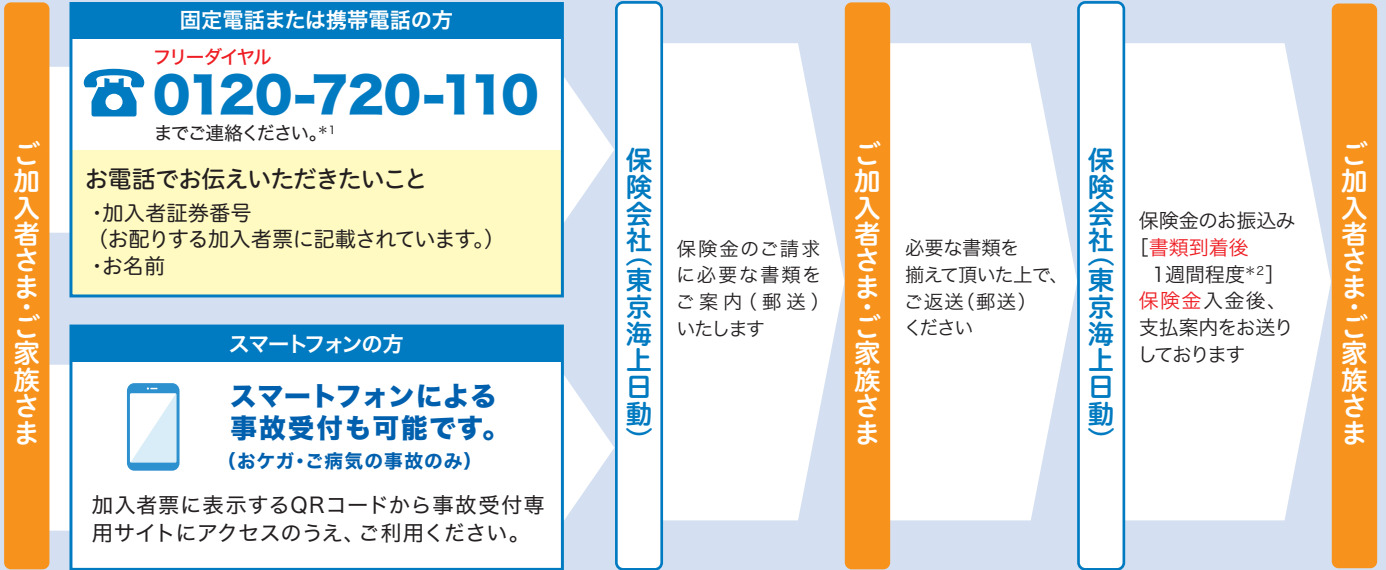 ご加入者さま・ご家族さま
固定電話または携帯電話の方
フリーダイヤル
0120-720-110
までご連絡ください。*1
お電話でお伝えいただきたいこと
・加入者証券番号
（お配りする加入者票に記載されています。）
・お名前
スマートフォンの方
スマートフォンによる
事故受付も可能です。
（おケガ・ご病気の事故のみ）
加入者票に表示するQRコードから事故受付専
用サイトにアクセスのうえ、ご利用ください。
保険会社（東京海上日動）
保険金のご請求
に必要な書類を
ご案内（郵送）
いたします
ご加入者さま・ご家族さま
必要な書類を
揃えて頂いた上で、
ご返送（郵送）
ください
保険会社（東京海上日動）
保険金のお振込み
［書類到着後
1週間程度*2］
保険金入金後、
支払案内をお送り
しております
ご加入者さま・ご家族さま